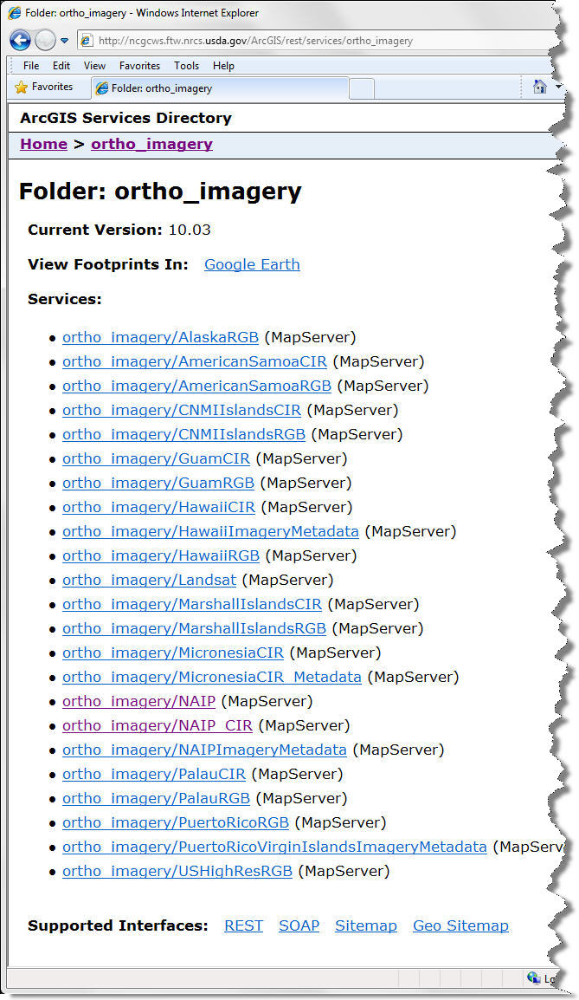 Folder: ortho_imagery - Windows Internet Explorer
http://ncgcws.ftw.nrcs.usda.gov/ArcGIS/rest/services/ortho_imagery
File Edit View Favorites Tools Help
Favorites Folder: ortho_imagery
ArcGIS Services Directory
Home > ortho_imagery
Folder: ortho_imagery
Current Version: 10.03
View Footprints In: Google Earth
Services:
• ortho_imagery/AlaskaRGB (MapServer)
• ortho_imagery/AmericanSamoaCIR (MapServer)
• ortho_imagery/AmericanSamoaRGB (MapServer)
• ortho_imagery/CNMIIslandsCIR (MapServer)
• ortho_imagery/CNMIIslandsRGB (MapServer)
• ortho_imagery/GuamCIR (MapServer)
• ortho_imagery/GuamRGB (MapServer)
• ortho_imagery/HawaiiCIR (MapServer)
• ortho_imagery/HawaiiImageryMetadata (MapServer)
• ortho_imagery/HawaiiRGB (MapServer)
• ortho_imagery/Landsat (MapServer)
• ortho_imagery/MarshallIslandsCIR (MapServer)
• ortho_imagery/MarshallIslandsRGB (MapServer)
• ortho_imagery/MicronesiaCIR (MapServer)
• ortho_imagery/MicronesiaCIR_Metadata (MapServer)
• ortho_imagery/NAIP (MapServer)
• ortho_imagery/NAIP_CIR (MapServer)
• ortho_imagery/NAIPImageryMetadata (MapServer)
• ortho_imagery/PalauCIR (MapServer)
• ortho_imagery/PalauRGB (MapServer)
• ortho_imagery/PuertoRicoRGB (MapServer)
• ortho_imagery/PuertoRicoVirginIslandsImageryMetadata (MapServ
• ortho_imagery/USHighResRGB (MapServer)
Supported Interfaces: REST SOAP Sitemap Geo Sitemap